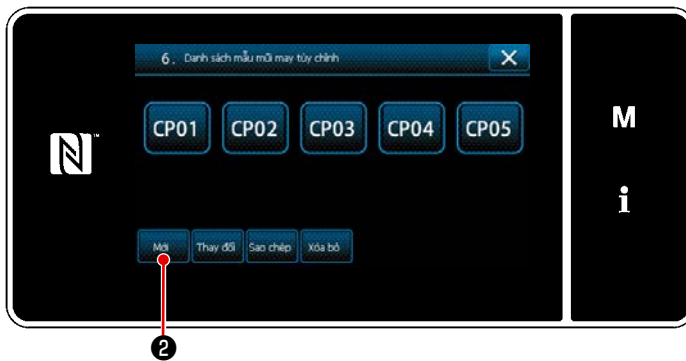 6. Danh sách mẫu mũi may tùy chỉnh
CP01 CP02 CP03 CP04 CP05
M
i
Mới Thay đổi Sao chép Xóa bỏ
❷